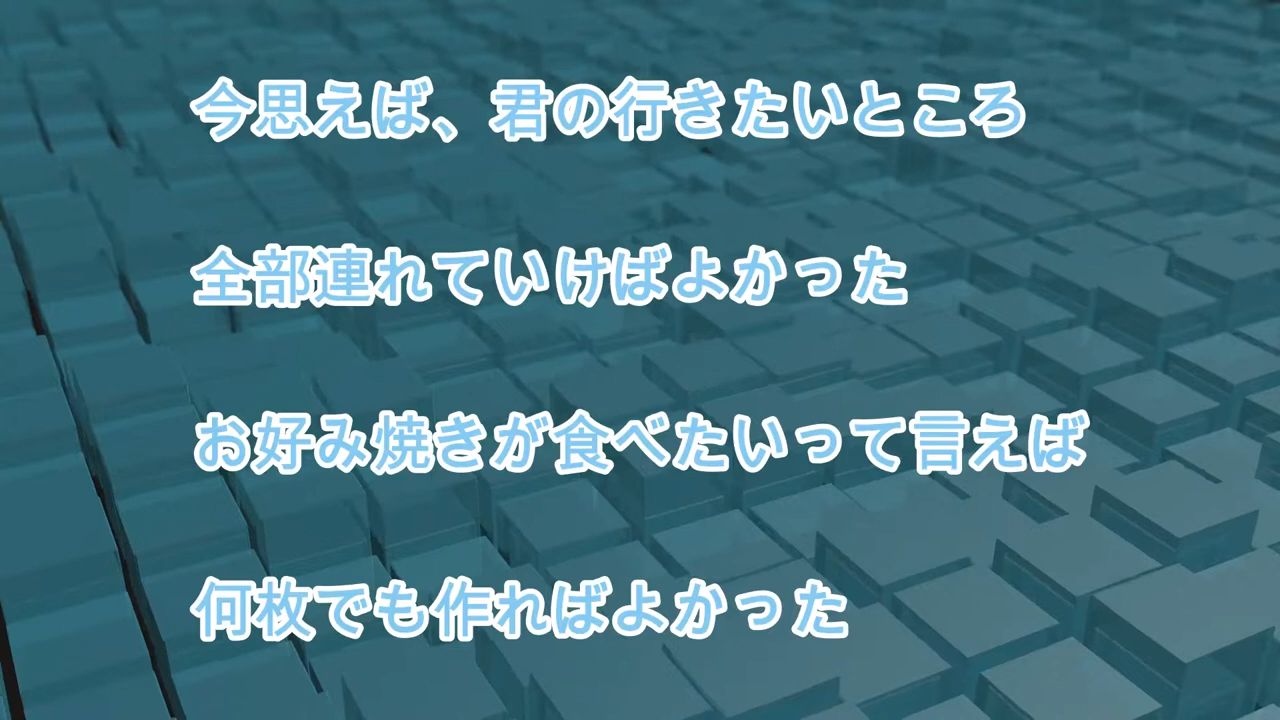 今思えば、君の行きたいところ
全部連れていけばよかった
お好み焼きが食べたいって言えば
何枚でも作ればよかった